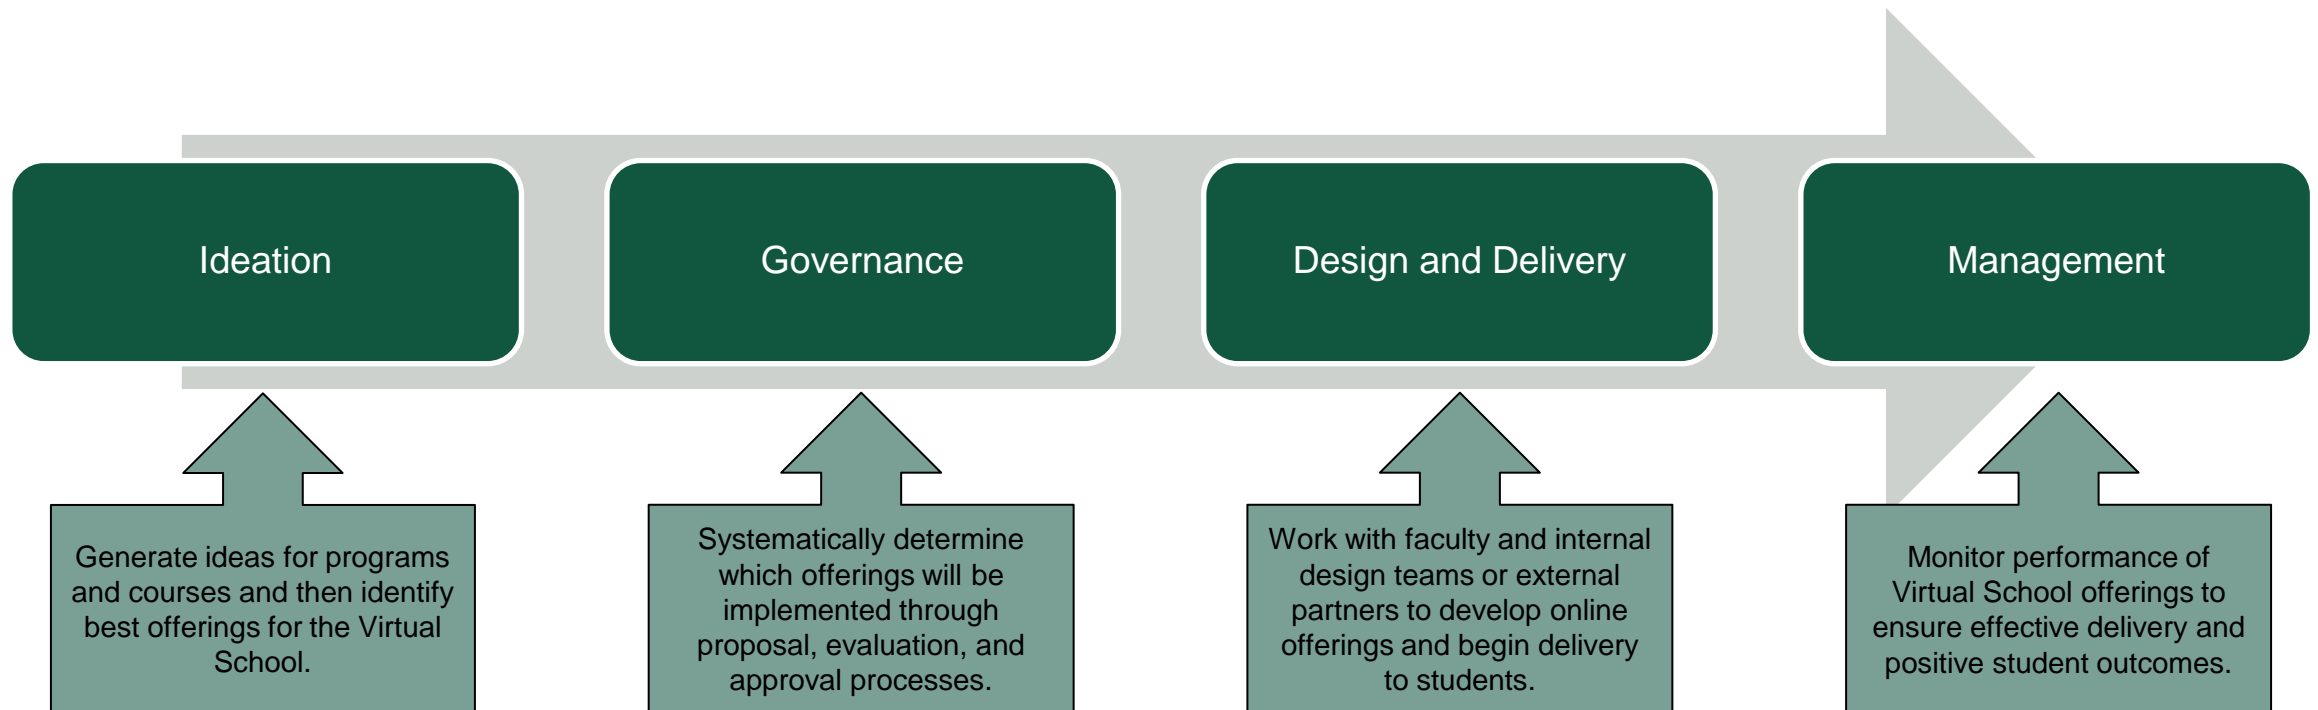 Ideation
Governance
Design and Delivery
Management
Generate ideas for programs
and courses and then identify
best offerings for the Virtual
School.
Systematically determine
which offerings will be
implemented through
proposal, evaluation, and
approval processes.
Work with faculty and internal
design teams or external
partners to develop online
offerings and begin delivery
to students.
Monitor performance of
Virtual School offerings to
ensure effective delivery and
positive student outcomes.